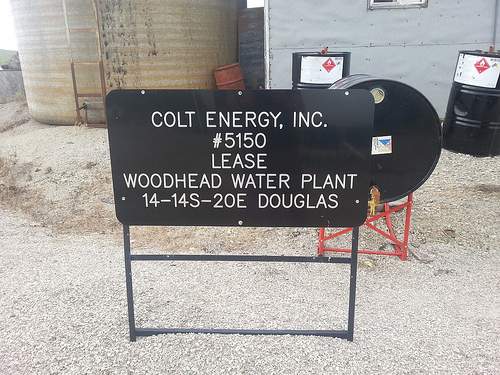 COLT ENERGY, INC.
#5150
LEASE
WOODHEAD WATER PLANT
14-14S-20E DOUGLAS